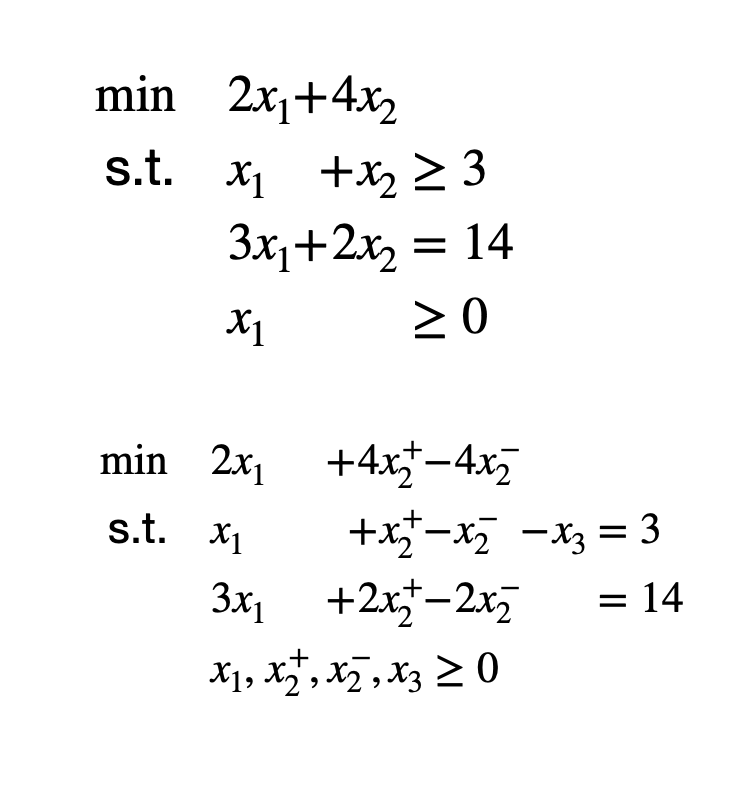 min 2x₁+4x₂
s.t. x₁ +x₂ ≥ 3
3x₁+2x₂ = 14
x₁ ≥ 0
min 2x₁ +4x₂⁺−4x₂⁻
s.t. x₁ +x₂⁺−x₂⁻ −x₃ = 3
3x₁ +2x₂⁺−2x₂⁻ = 14
x₁, x₂⁺, x₂⁻, x₃ ≥ 0